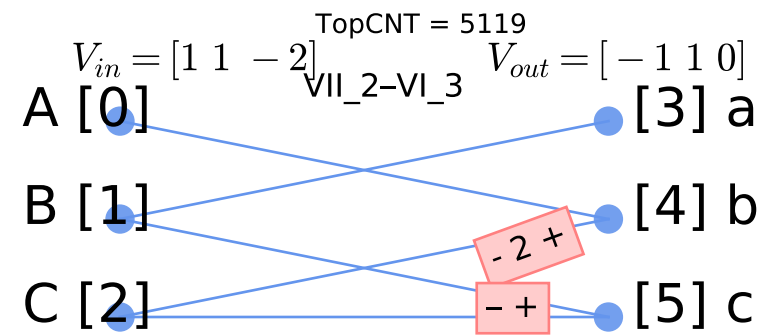 TopCNT = 5119
V_in = [1 1 − 2] V_out = [ − 1 1 0]
VII_2–VI_3
A [0] [3] a
B [1] [4] b
- 2 +
C [2] − + [5] c